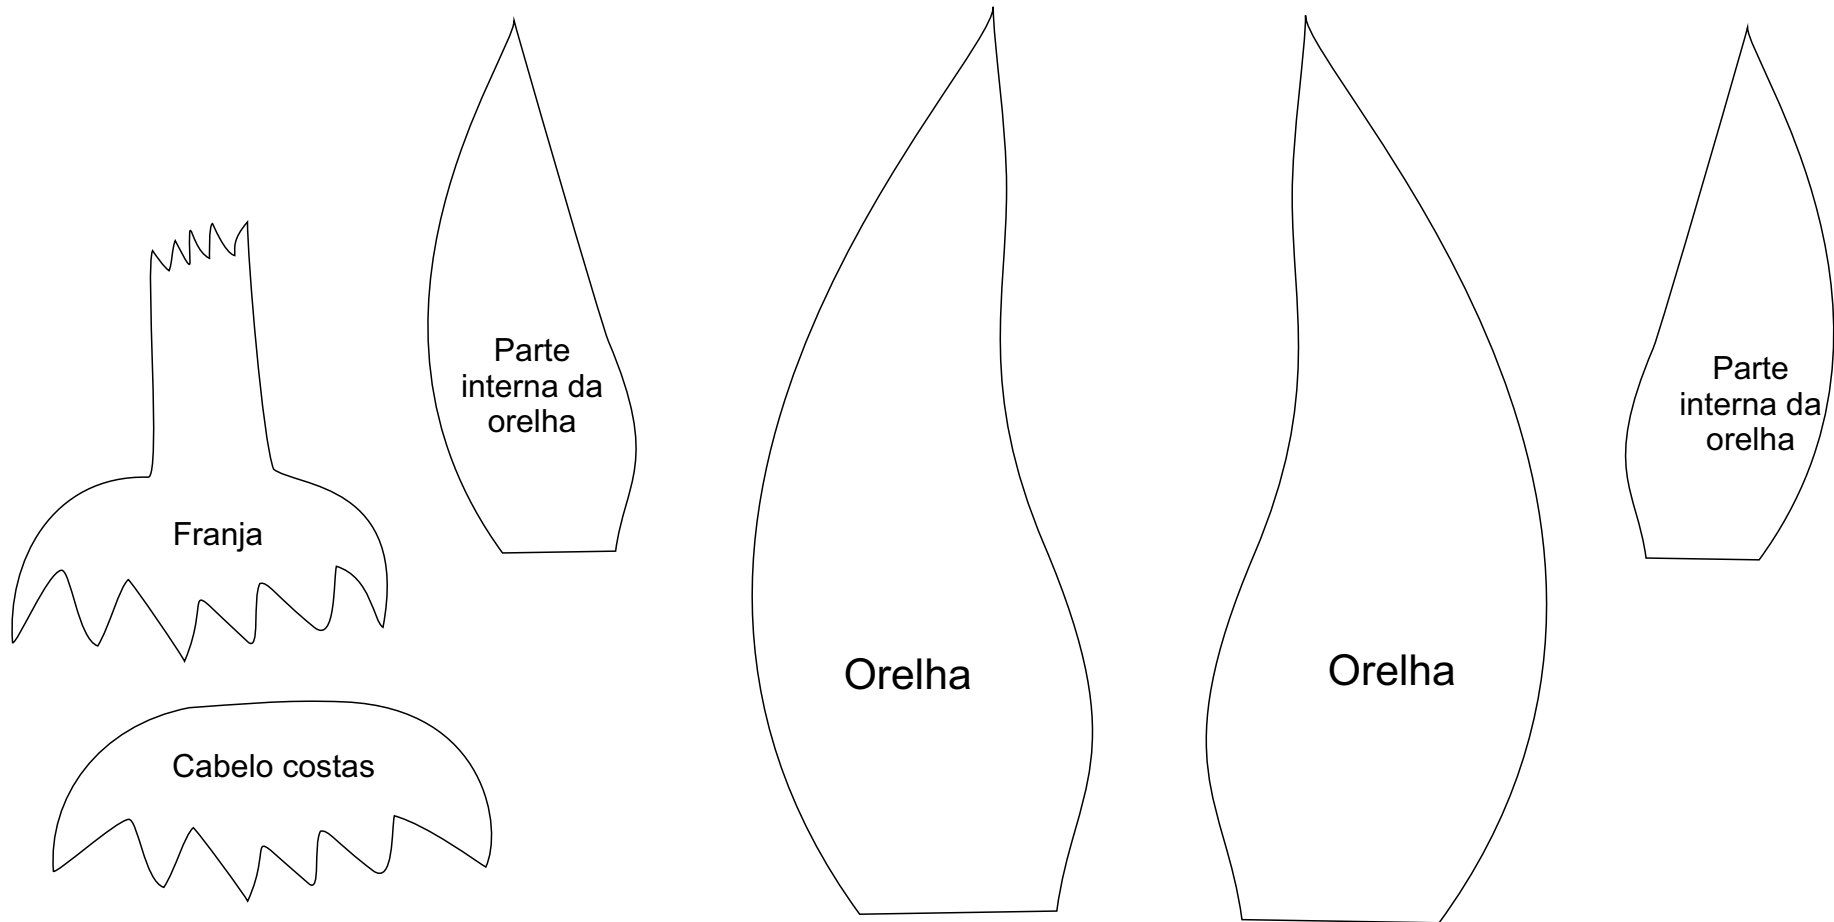 Parte
interna da
orelha
Parte
interna da
orelha
Franja
Orelha
Orelha
Cabelo costas